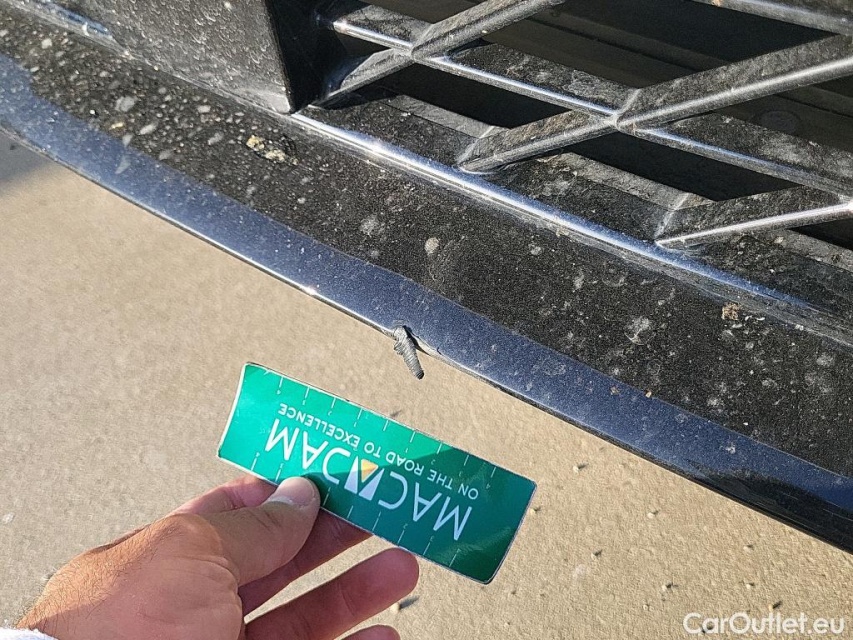 MACADAM
ON THE ROAD TO EXCELLENCE
CarOutlet.eu